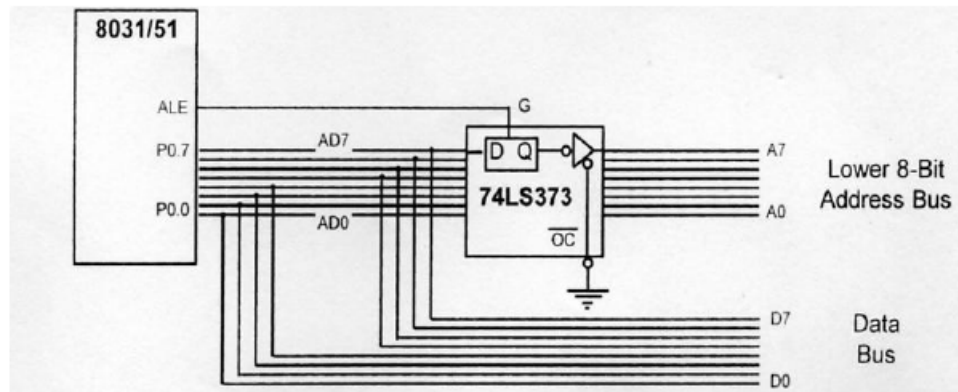 8031/51
ALE
G
P0.7
AD7
D Q
A7
Lower 8-Bit
Address Bus
74LS373
P0.0
AD0
A0
OC
D7
Data
Bus
D0